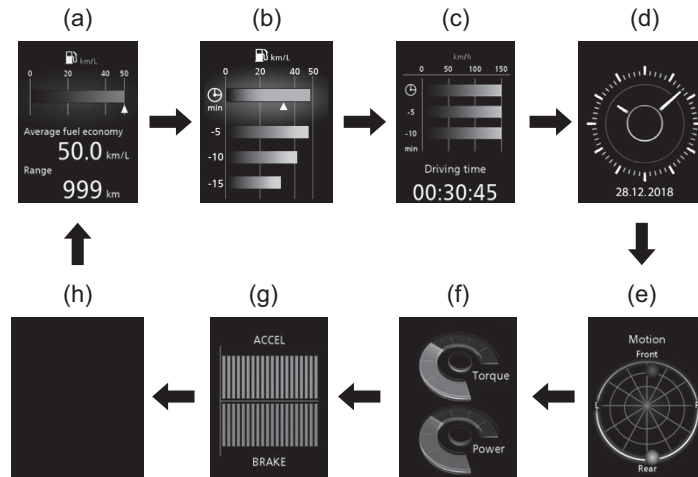 (a)
km/L
0 20 40 50
Average fuel economy
50.0 km/L
Range
999 km
(b)
km/L
0 20 40 50
min
-5
-10
-15
(c)
km/h
0 50 100 150
-5
-10
min
Driving time
00:30:45
(d)
28.12.2018
(e)
Motion
Front
L R
Rear
(f)
Torque
Power
(g)
ACCEL
BRAKE
(h)